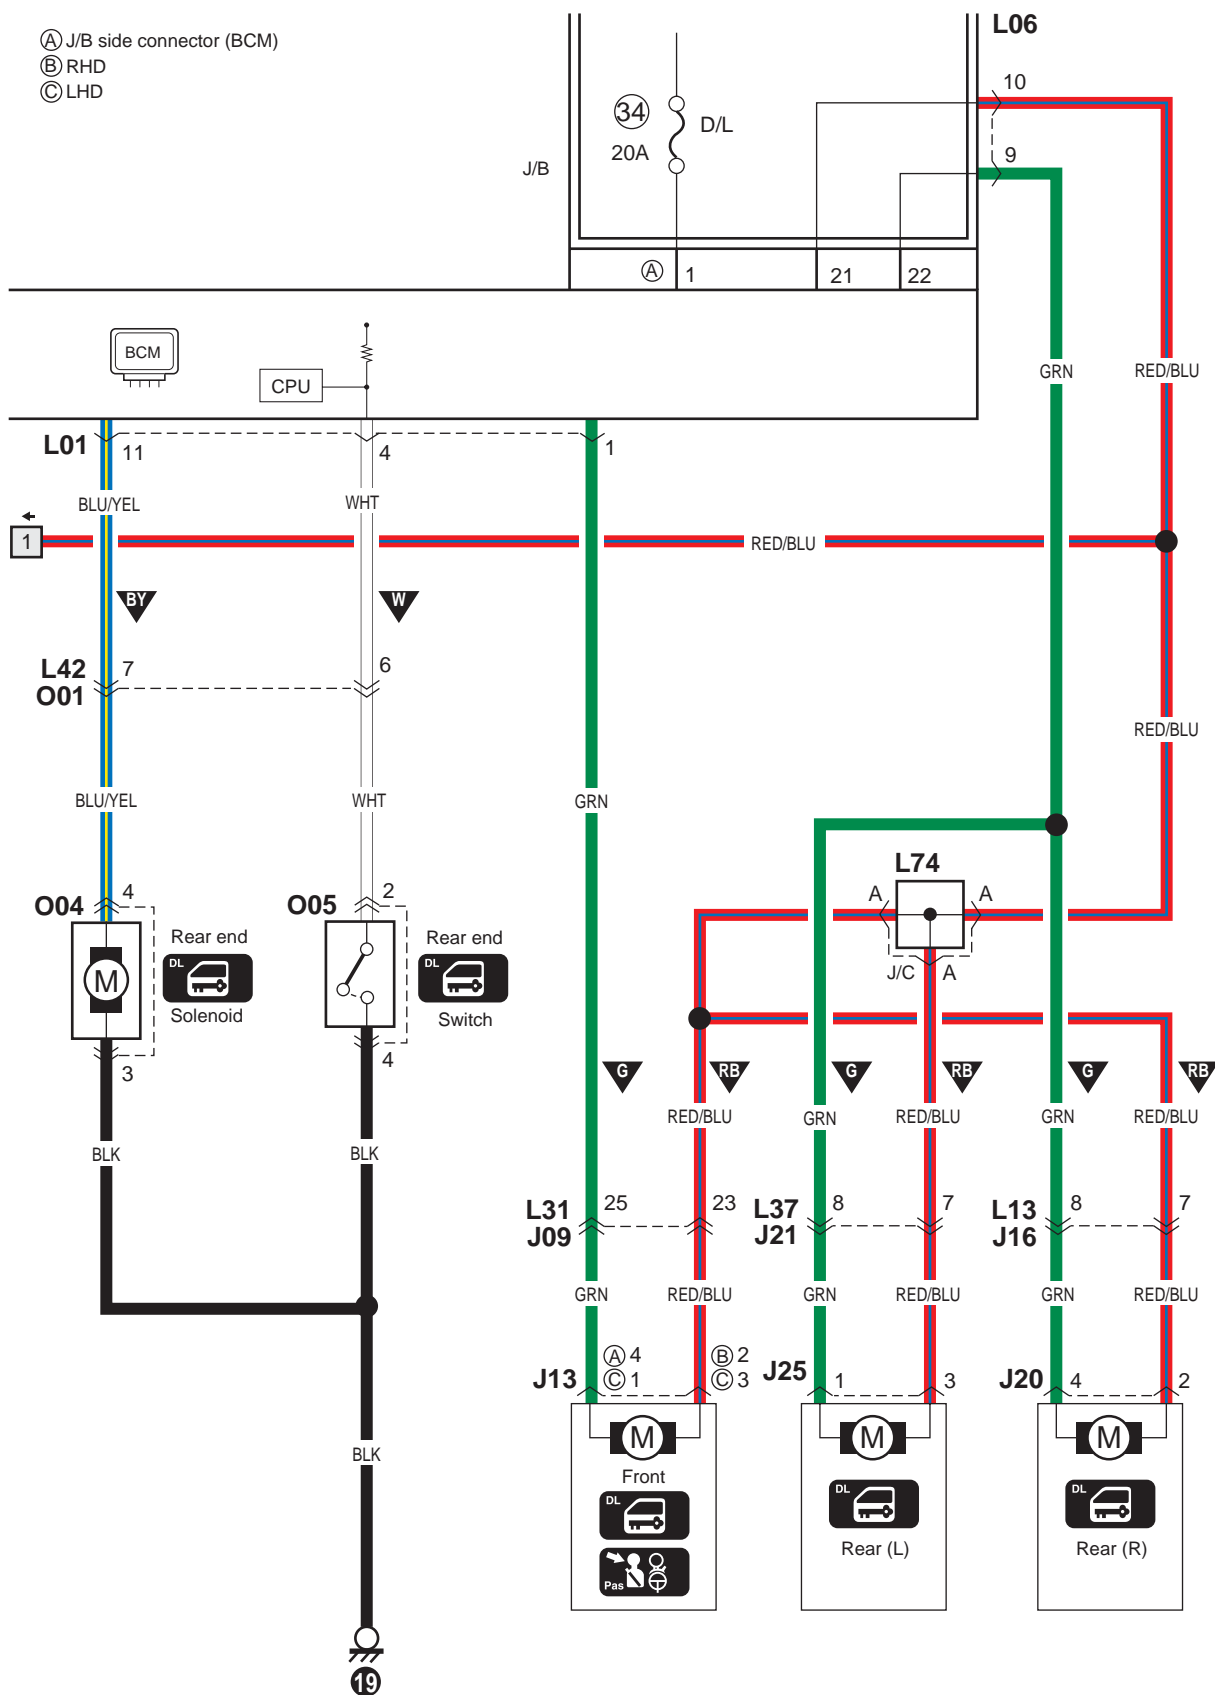 L06
Ⓐ J/B side connector (BCM)
Ⓑ RHD
Ⓒ LHD
10
34
D/L
20A
9
J/B
Ⓐ 1 21 22
BCM
CPU
GRN RED/BLU
L01 11 4 1
BLU/YEL WHT
1
RED/BLU
BY W
L42 7 6
O01
RED/BLU
BLU/YEL WHT GRN
L74
O04 4 O05 2 A A
Rear end Rear end
M DL DL
J/C A
Solenoid Switch
3 4
G RB G RB G RB
RED/BLU GRN RED/BLU GRN RED/BLU
BLK BLK
L31 25 23 L37 8 7 L13 8 7
J09 J21 J16
GRN RED/BLU GRN RED/BLU GRN RED/BLU
Ⓐ 4 Ⓑ 2
J13 Ⓒ 1 Ⓒ 3 J25 1 3 J20 4 2
M M M
BLK
Front
DL DL DL
Rear (L) Rear (R)
Pas
19